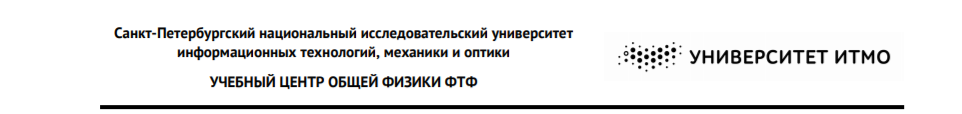 Санкт-Петербургский национальный исследовательский университет
информационных технологий, механики и оптики
УЧЕБНЫЙ ЦЕНТР ОБЩЕЙ ФИЗИКИ ФТФ
УНИВЕРСИТЕТ ИТМО